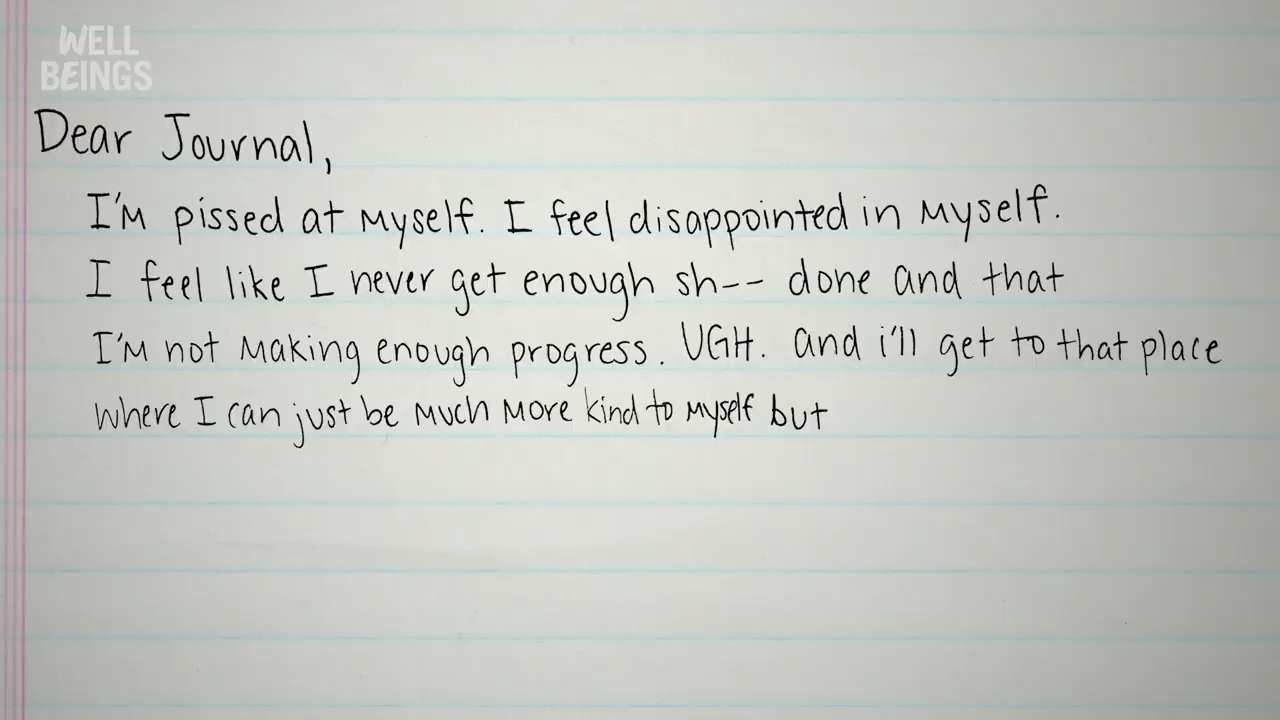 WELL
BEINGS
Dear Journal,
I'm pissed at myself. I feel disappointed in myself.
I feel like I never get enough sh-- done and that
I'm not making enough progress. UGH. and i'll get to that place
where I can just be much more kind to myself but